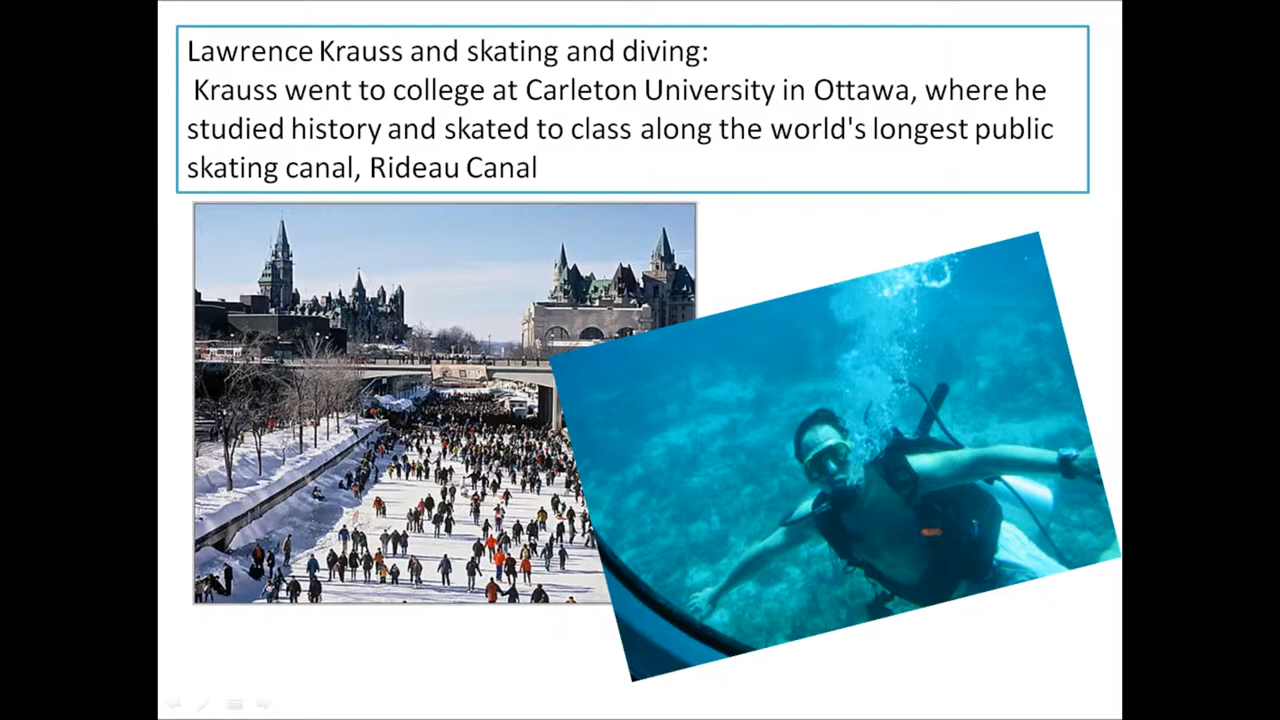 Lawrence Krauss and skating and diving:
Krauss went to college at Carleton University in Ottawa, where he
studied history and skated to class along the world's longest public
skating canal, Rideau Canal